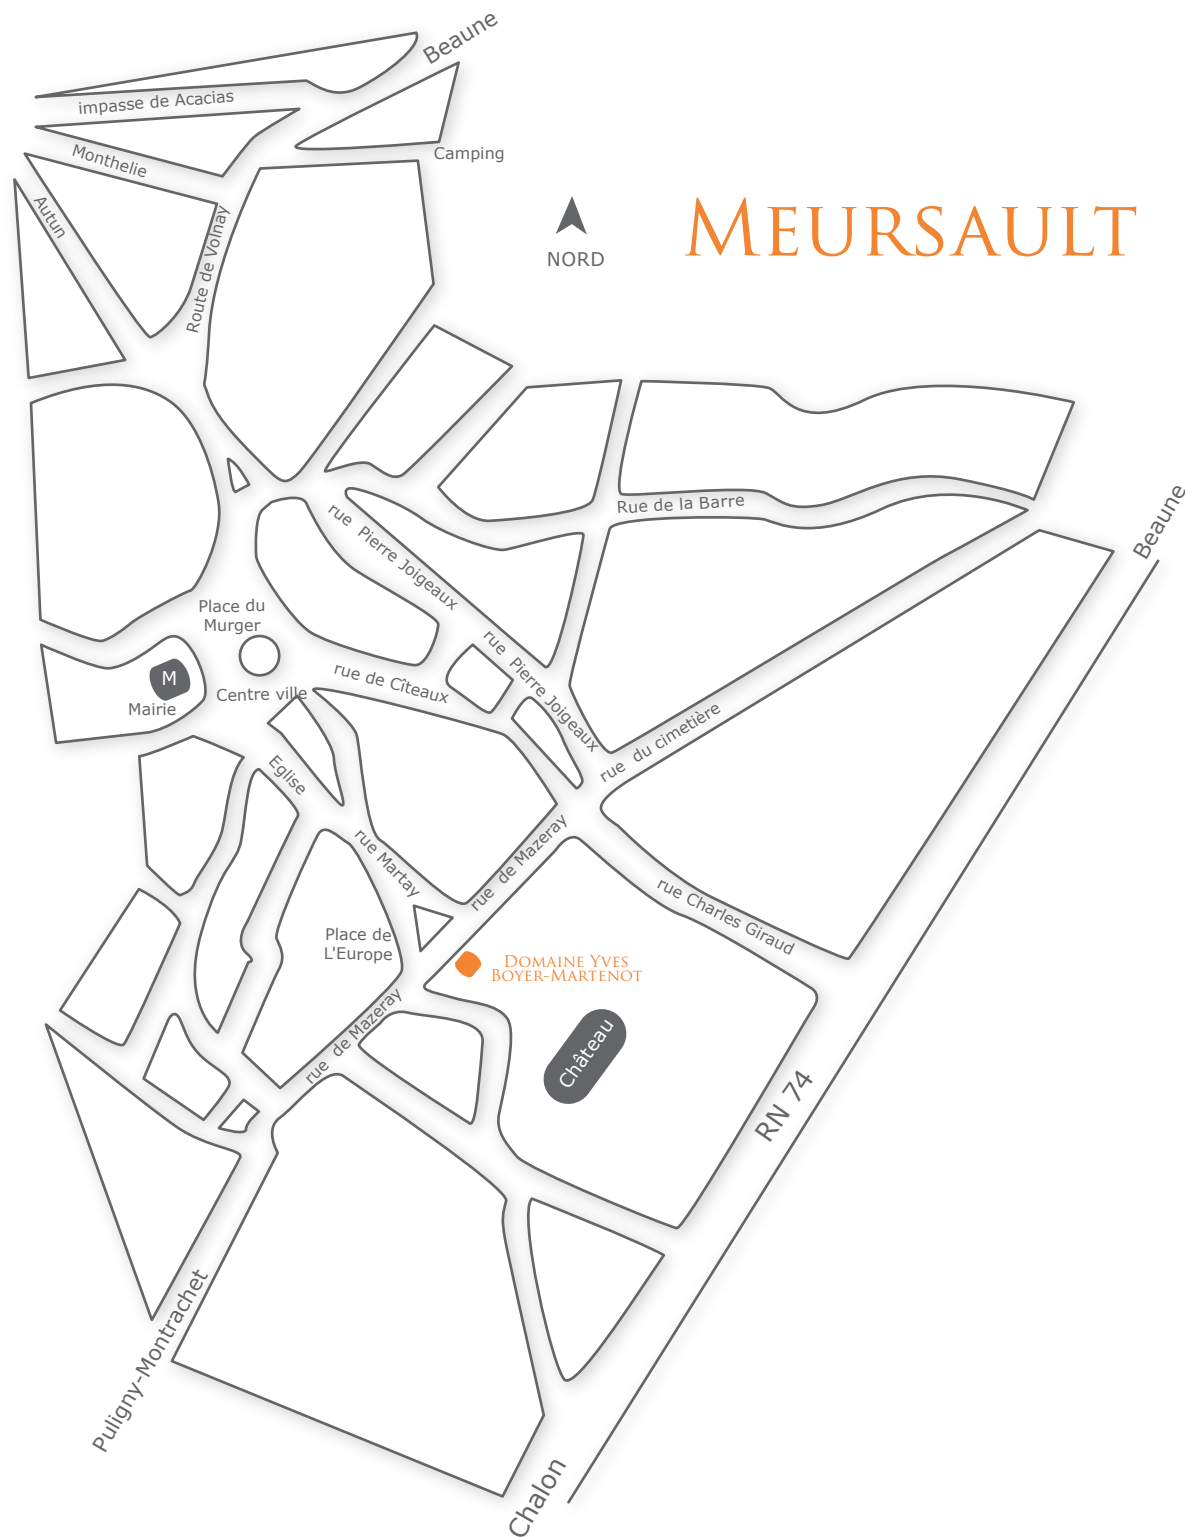 Beaune
impasse de Acacias
Monthelie
Camping
Autun
Route de Volnay
NORD
MEURSAULT
Rue de la Barre
Beaune
rue Pierre Joigeaux
Place du
Murger
rue Pierre Joigeaux
M
Mairie
Centre ville
rue de Cîteaux
rue du cimetière
Eglise
rue Martay
rue de Mazeray
rue Charles Giraud
Place de
L'Europe
DOMAINE YVES
BOYER-MARTENOT
rue de Mazeray
Château
RN 74
Puligny-Montrachet
Chalon